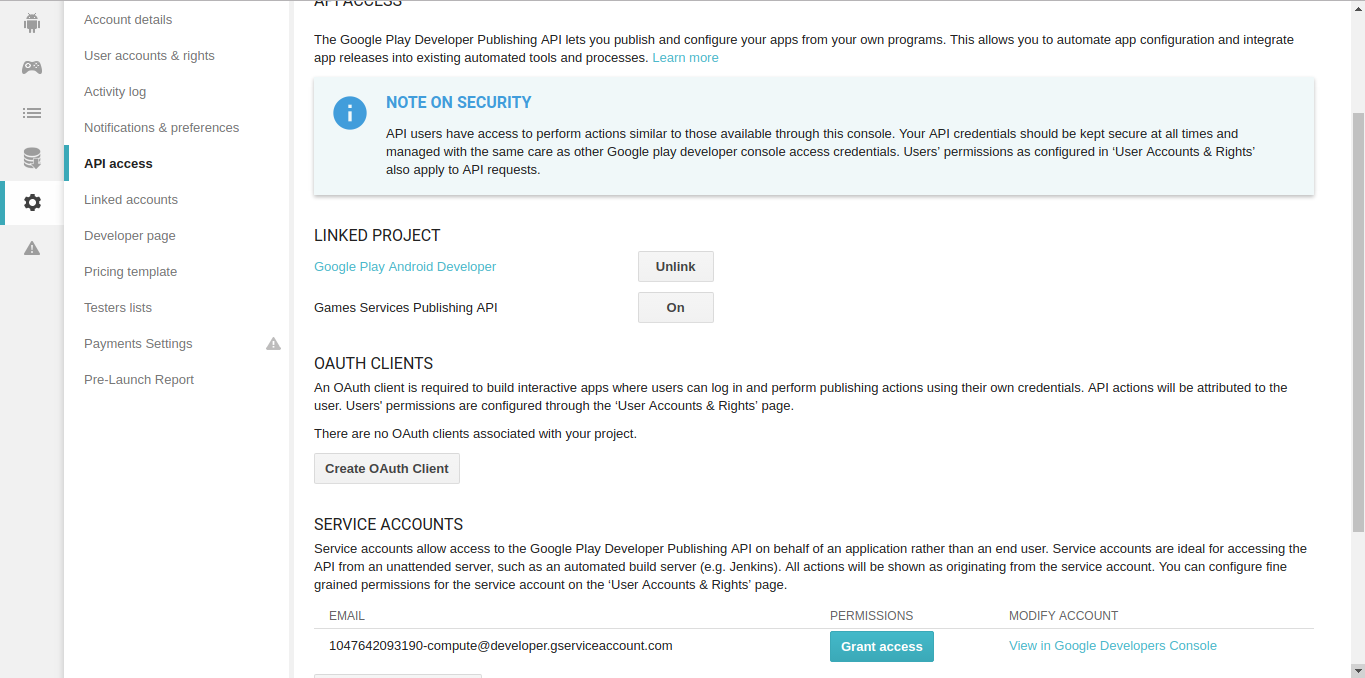 API ACCESS
Account details
User accounts & rights
Activity log
Notifications & preferences
API access
Linked accounts
Developer page
Pricing template
Testers lists
Payments Settings
Pre-Launch Report
The Google Play Developer Publishing API lets you publish and configure your apps from your own programs. This allows you to automate app configuration and integrate
app releases into existing automated tools and processes. Learn more
NOTE ON SECURITY
API users have access to perform actions similar to those available through this console. Your API credentials should be kept secure at all times and
managed with the same care as other Google play developer console access credentials. Users’ permissions as configured in ‘User Accounts & Rights’
also apply to API requests.
LINKED PROJECT
Google Play Android Developer
Unlink
Games Services Publishing API
On
OAUTH CLIENTS
An OAuth client is required to build interactive apps where users can log in and perform publishing actions using their own credentials. API actions will be attributed to the
user. Users' permissions are configured through the ‘User Accounts & Rights’ page.
There are no OAuth clients associated with your project.
Create OAuth Client
SERVICE ACCOUNTS
Service accounts allow access to the Google Play Developer Publishing API on behalf of an application rather than an end user. Service accounts are ideal for accessing the
API from an unattended server, such as an automated build server (e.g. Jenkins). All actions will be shown as originating from the service account. You can configure fine
grained permissions for the service account on the ‘User Accounts & Rights’ page.
EMAIL PERMISSIONS MODIFY ACCOUNT
1047642093190-compute@developer.gserviceaccount.com Grant access View in Google Developers Console